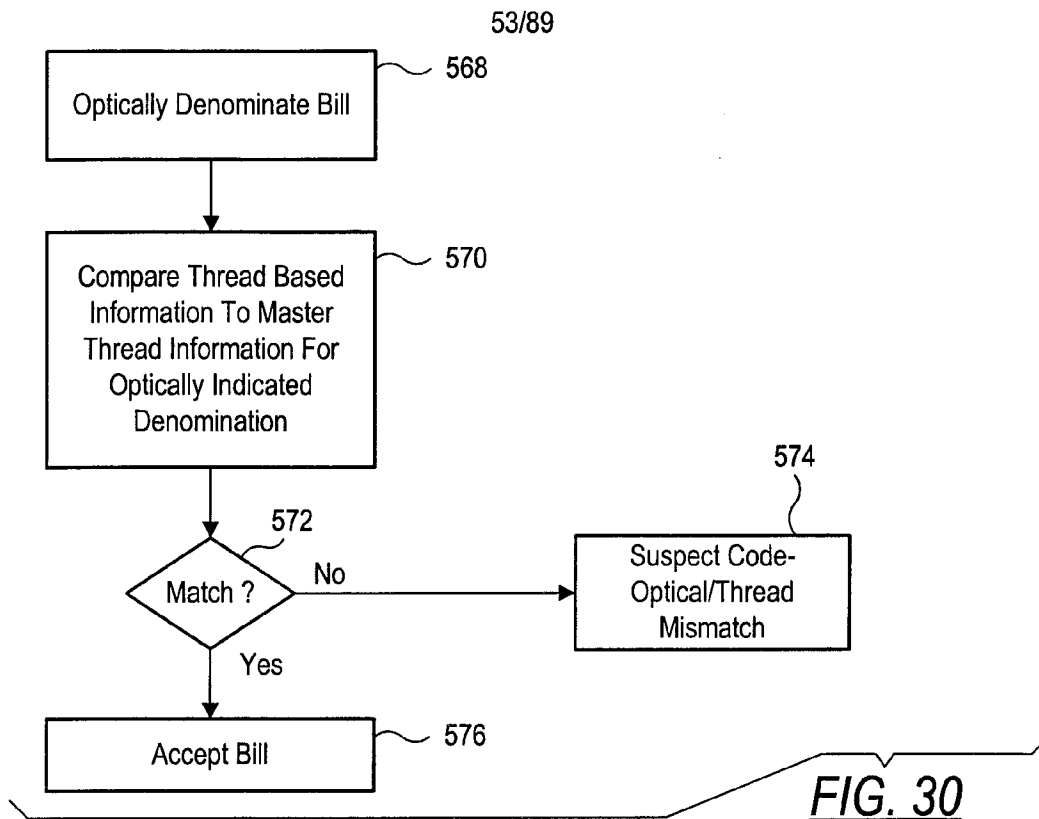 53/89
568
Optically Denominate Bill
570
Compare Thread Based
Information To Master
Thread Information For
Optically Indicated
Denomination
572
Match ?
No
574
Suspect Code-
Optical/Thread
Mismatch
Yes
576
Accept Bill
FIG. 30